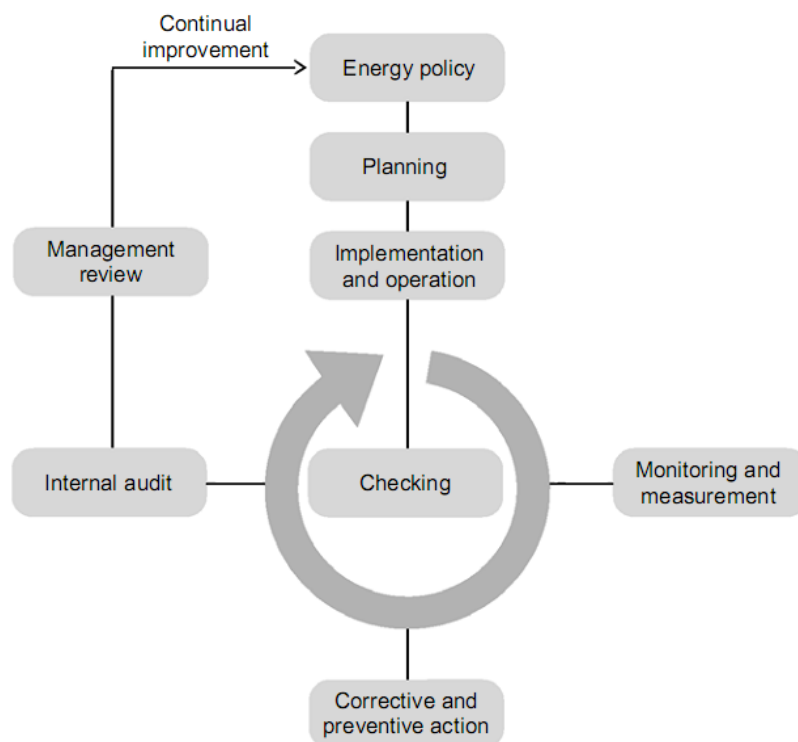 Continual
improvement
Energy policy
Planning
Management
review
Implementation
and operation
Internal audit
Checking
Monitoring and
measurement
Corrective and
preventive action